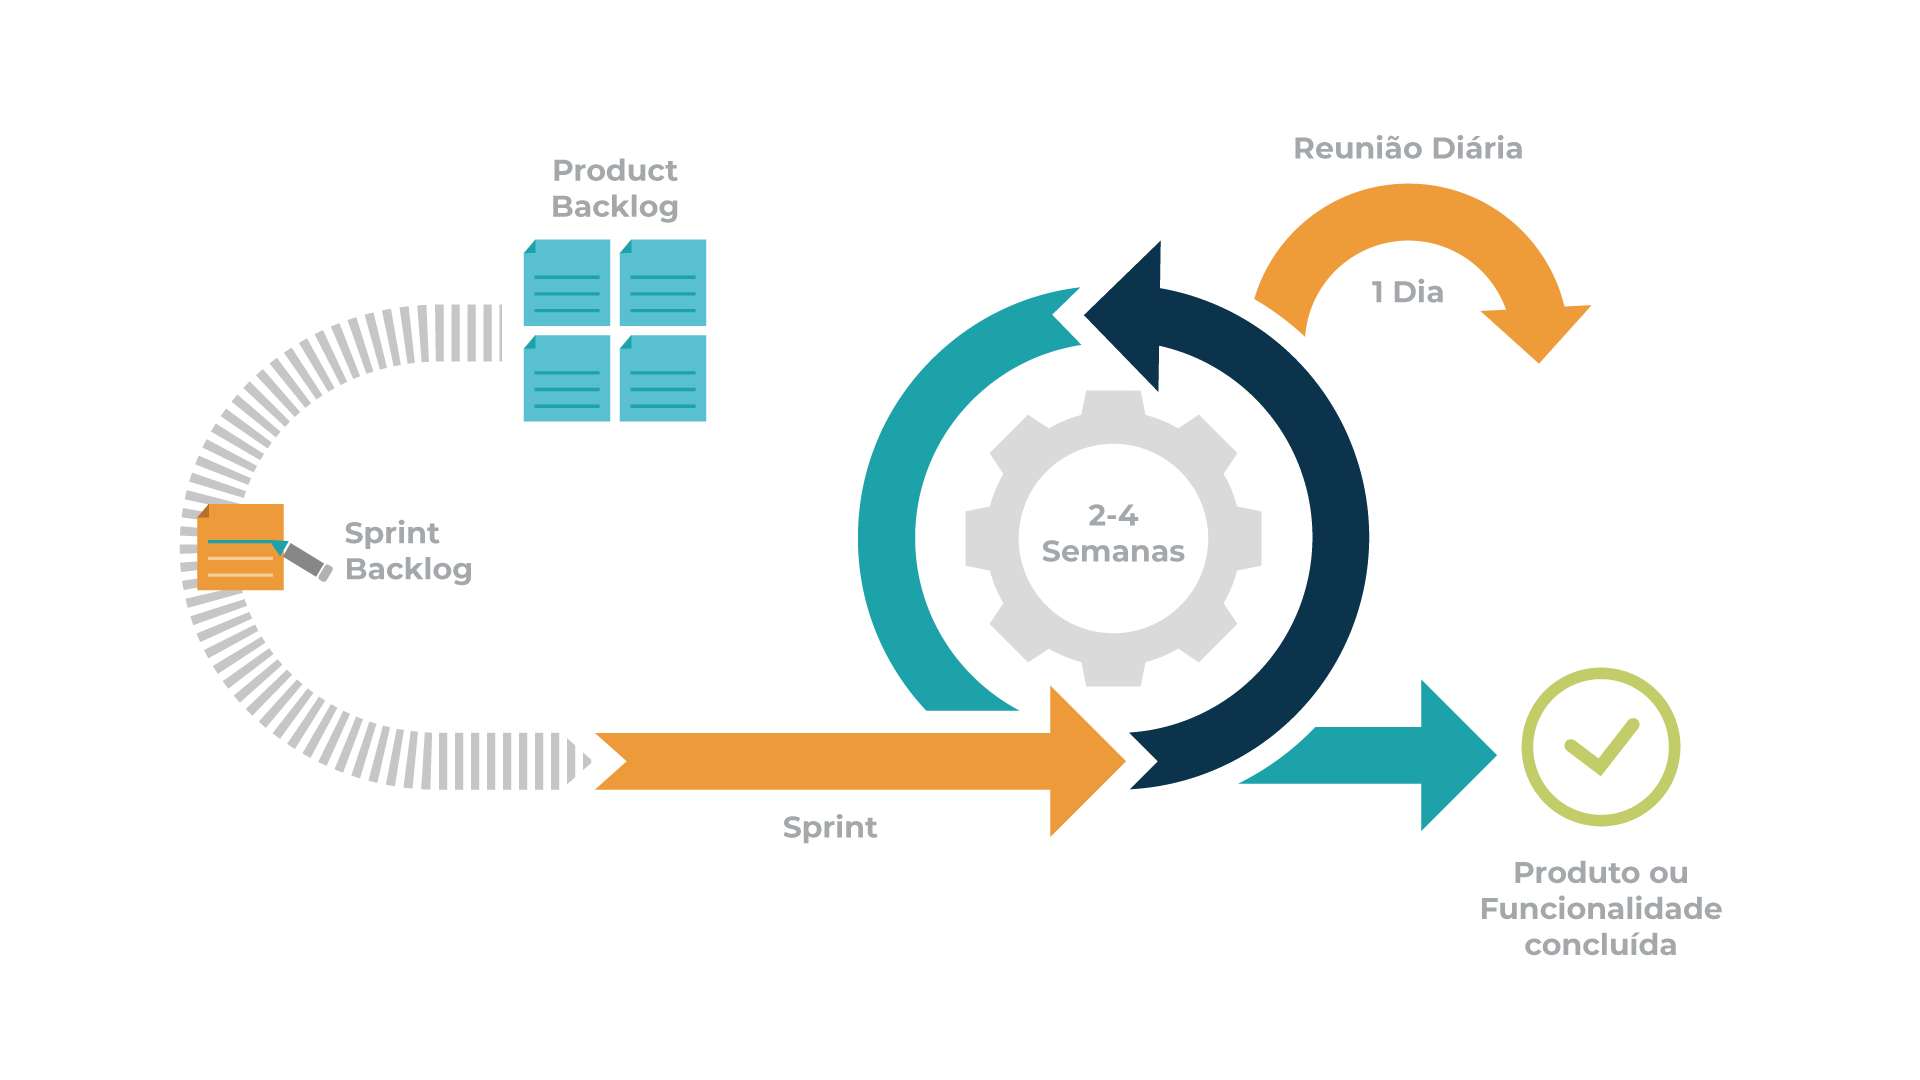 Product
Backlog
Sprint
Backlog
Sprint
2-4
Semanas
Reunião Diária
1 Dia
Produto ou
Funcionalidade
concluída